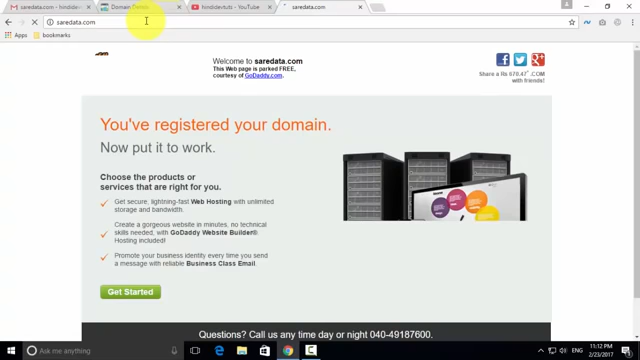 saredata.com - hindidev
Domain Details
hindidevtuts - YouTube
saredata.com
saredata.com
Apps
bookmarks
Welcome to saredata.com
This Web page is parked FREE,
courtesy of GoDaddy.com.
Share a Rs 670.47* .COM
with friends!
You've registered your domain.
Now put it to work.
Choose the products or
services that are right for you.
Get secure, lightning-fast Web Hosting with unlimited
storage and bandwidth.
Create a gorgeous website in minutes, no technical
skills needed, with GoDaddy Website Builder®.
Hosting included!
Promote your business identity every time you send
a message with reliable Business Class Email.
Get Started
Questions? Call us any time day or night 040-49187600.
Ask me anything
ENG
11:12 PM
2/23/2017